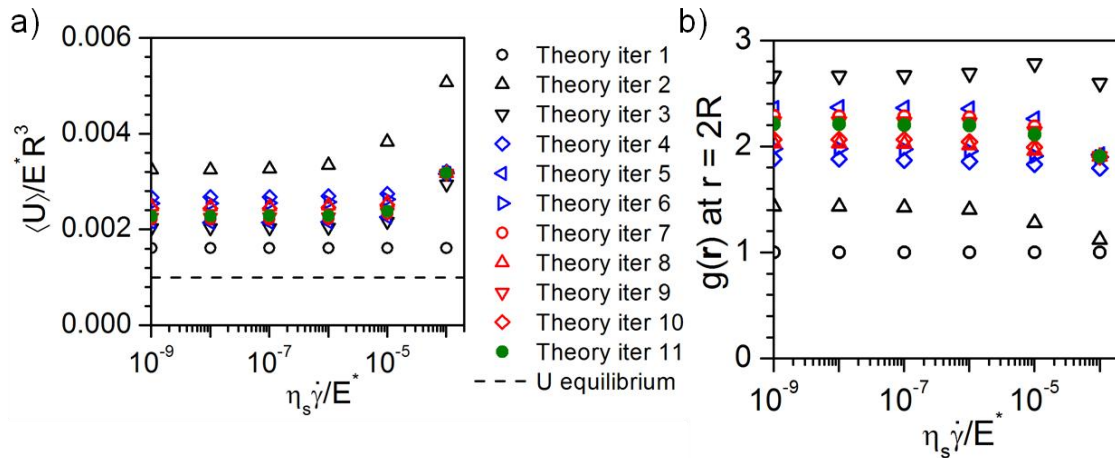 a)
0.006
0.004
0.002
0.000
⟨U⟩/E*R³
10⁻⁹
10⁻⁷
10⁻⁵
ηₛγ̇/E*
Theory iter 1
Theory iter 2
Theory iter 3
Theory iter 4
Theory iter 5
Theory iter 6
Theory iter 7
Theory iter 8
Theory iter 9
Theory iter 10
Theory iter 11
U equilibrium
b)
3
2
1
0
g(r) at r = 2R
10⁻⁹
10⁻⁷
10⁻⁵
ηₛγ̇/E*